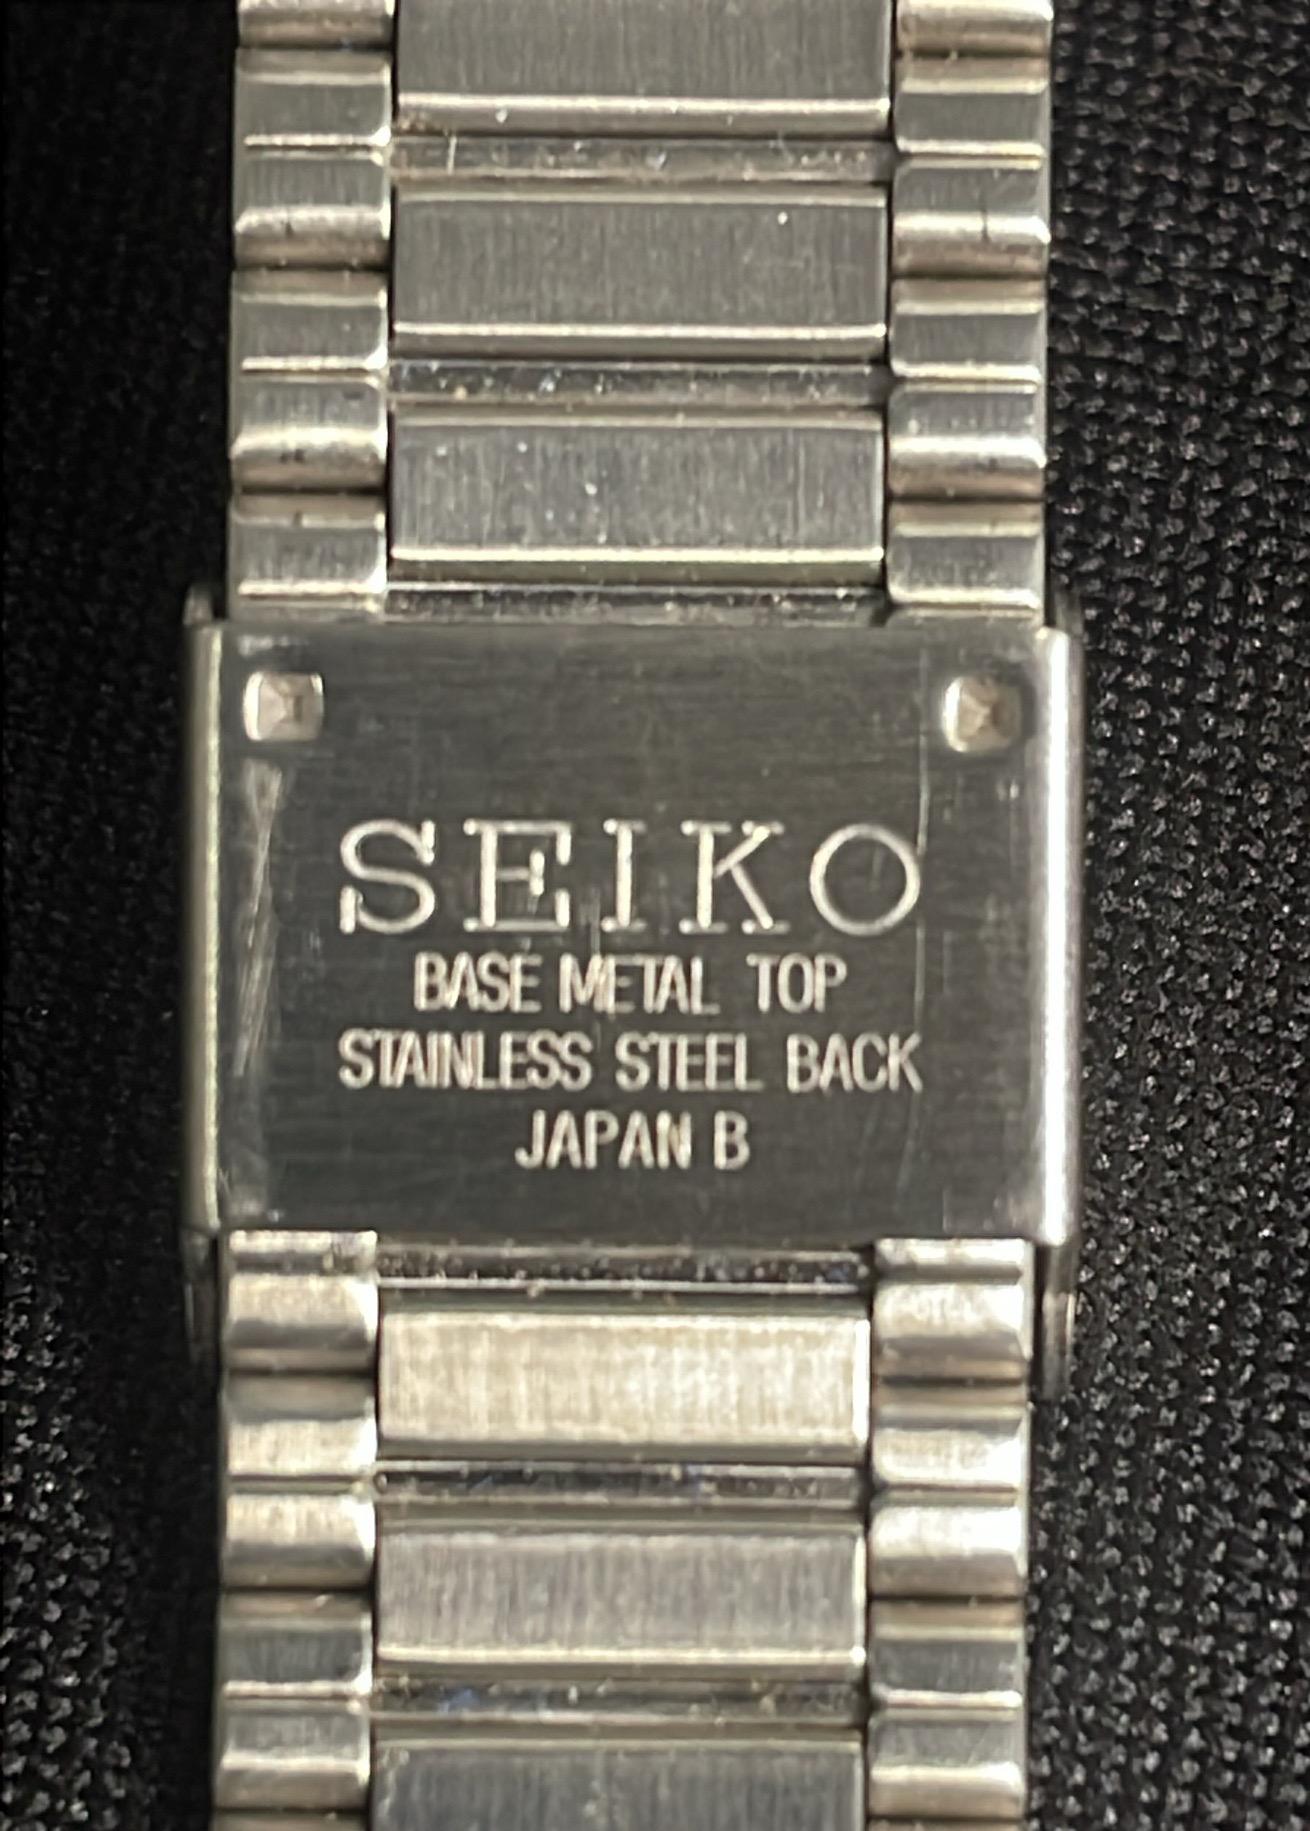 SEIKO
BASE METAL TOP
STAINLESS STEEL BACK
JAPAN B